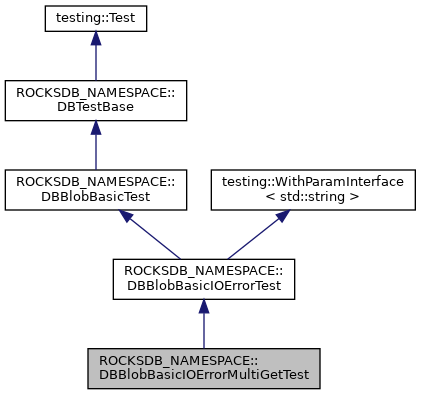 testing::Test
ROCKSDB_NAMESPACE::
DBTestBase
ROCKSDB_NAMESPACE::
DBBlobBasicTest
testing::WithParamInterface
< std::string >
ROCKSDB_NAMESPACE::
DBBlobBasicIOErrorTest
ROCKSDB_NAMESPACE::
DBBlobBasicIOErrorMultiGetTest